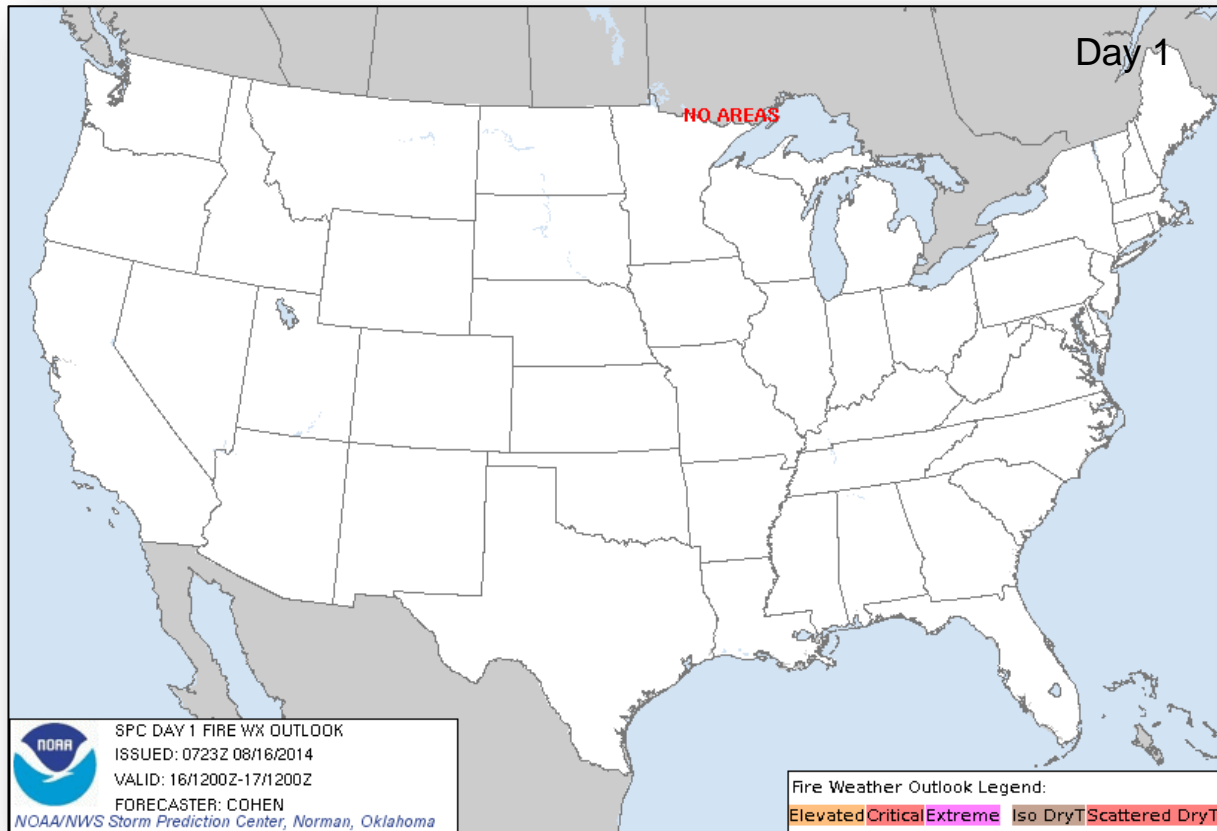 Day 1
NO AREAS
NOAA
SPC DAY 1 FIRE WX OUTLOOK
ISSUED: 0723Z 08/16/2014
VALID: 16/1200Z-17/1200Z
FORECASTER: COHEN
NOAA/NWS Storm Prediction Center, Norman, Oklahoma
Fire Weather Outlook Legend:
Elevated Critical Extreme Iso DryT Scattered DryT